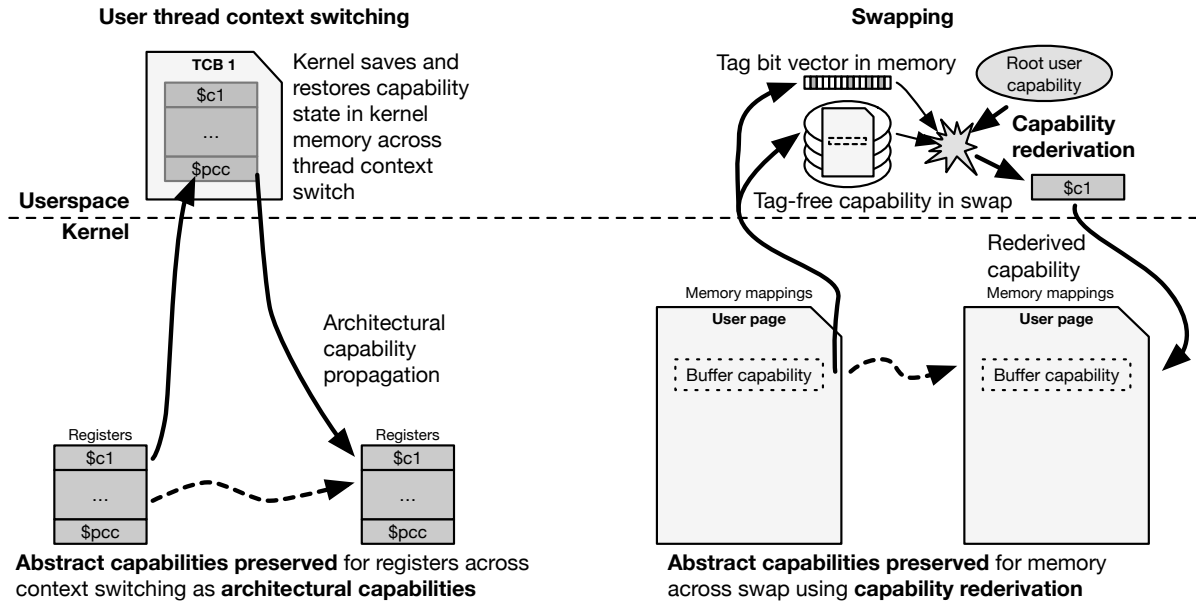 User thread context switching
TCB 1
$c1
...
$pcc
Kernel saves and
restores capability
state in kernel
memory across
thread context
switch
Userspace
Kernel
Architectural
capability
propagation
Registers
$c1
...
$pcc
Registers
$c1
...
$pcc
Abstract capabilities preserved for registers across
context switching as architectural capabilities
Swapping
Tag bit vector in memory
Root user
capability
Capability
rederivation
$c1
Tag-free capability in swap
Rederived
capability
Memory mappings
User page
Buffer capability
Memory mappings
User page
Buffer capability
Abstract capabilities preserved for memory
across swap using capability rederivation